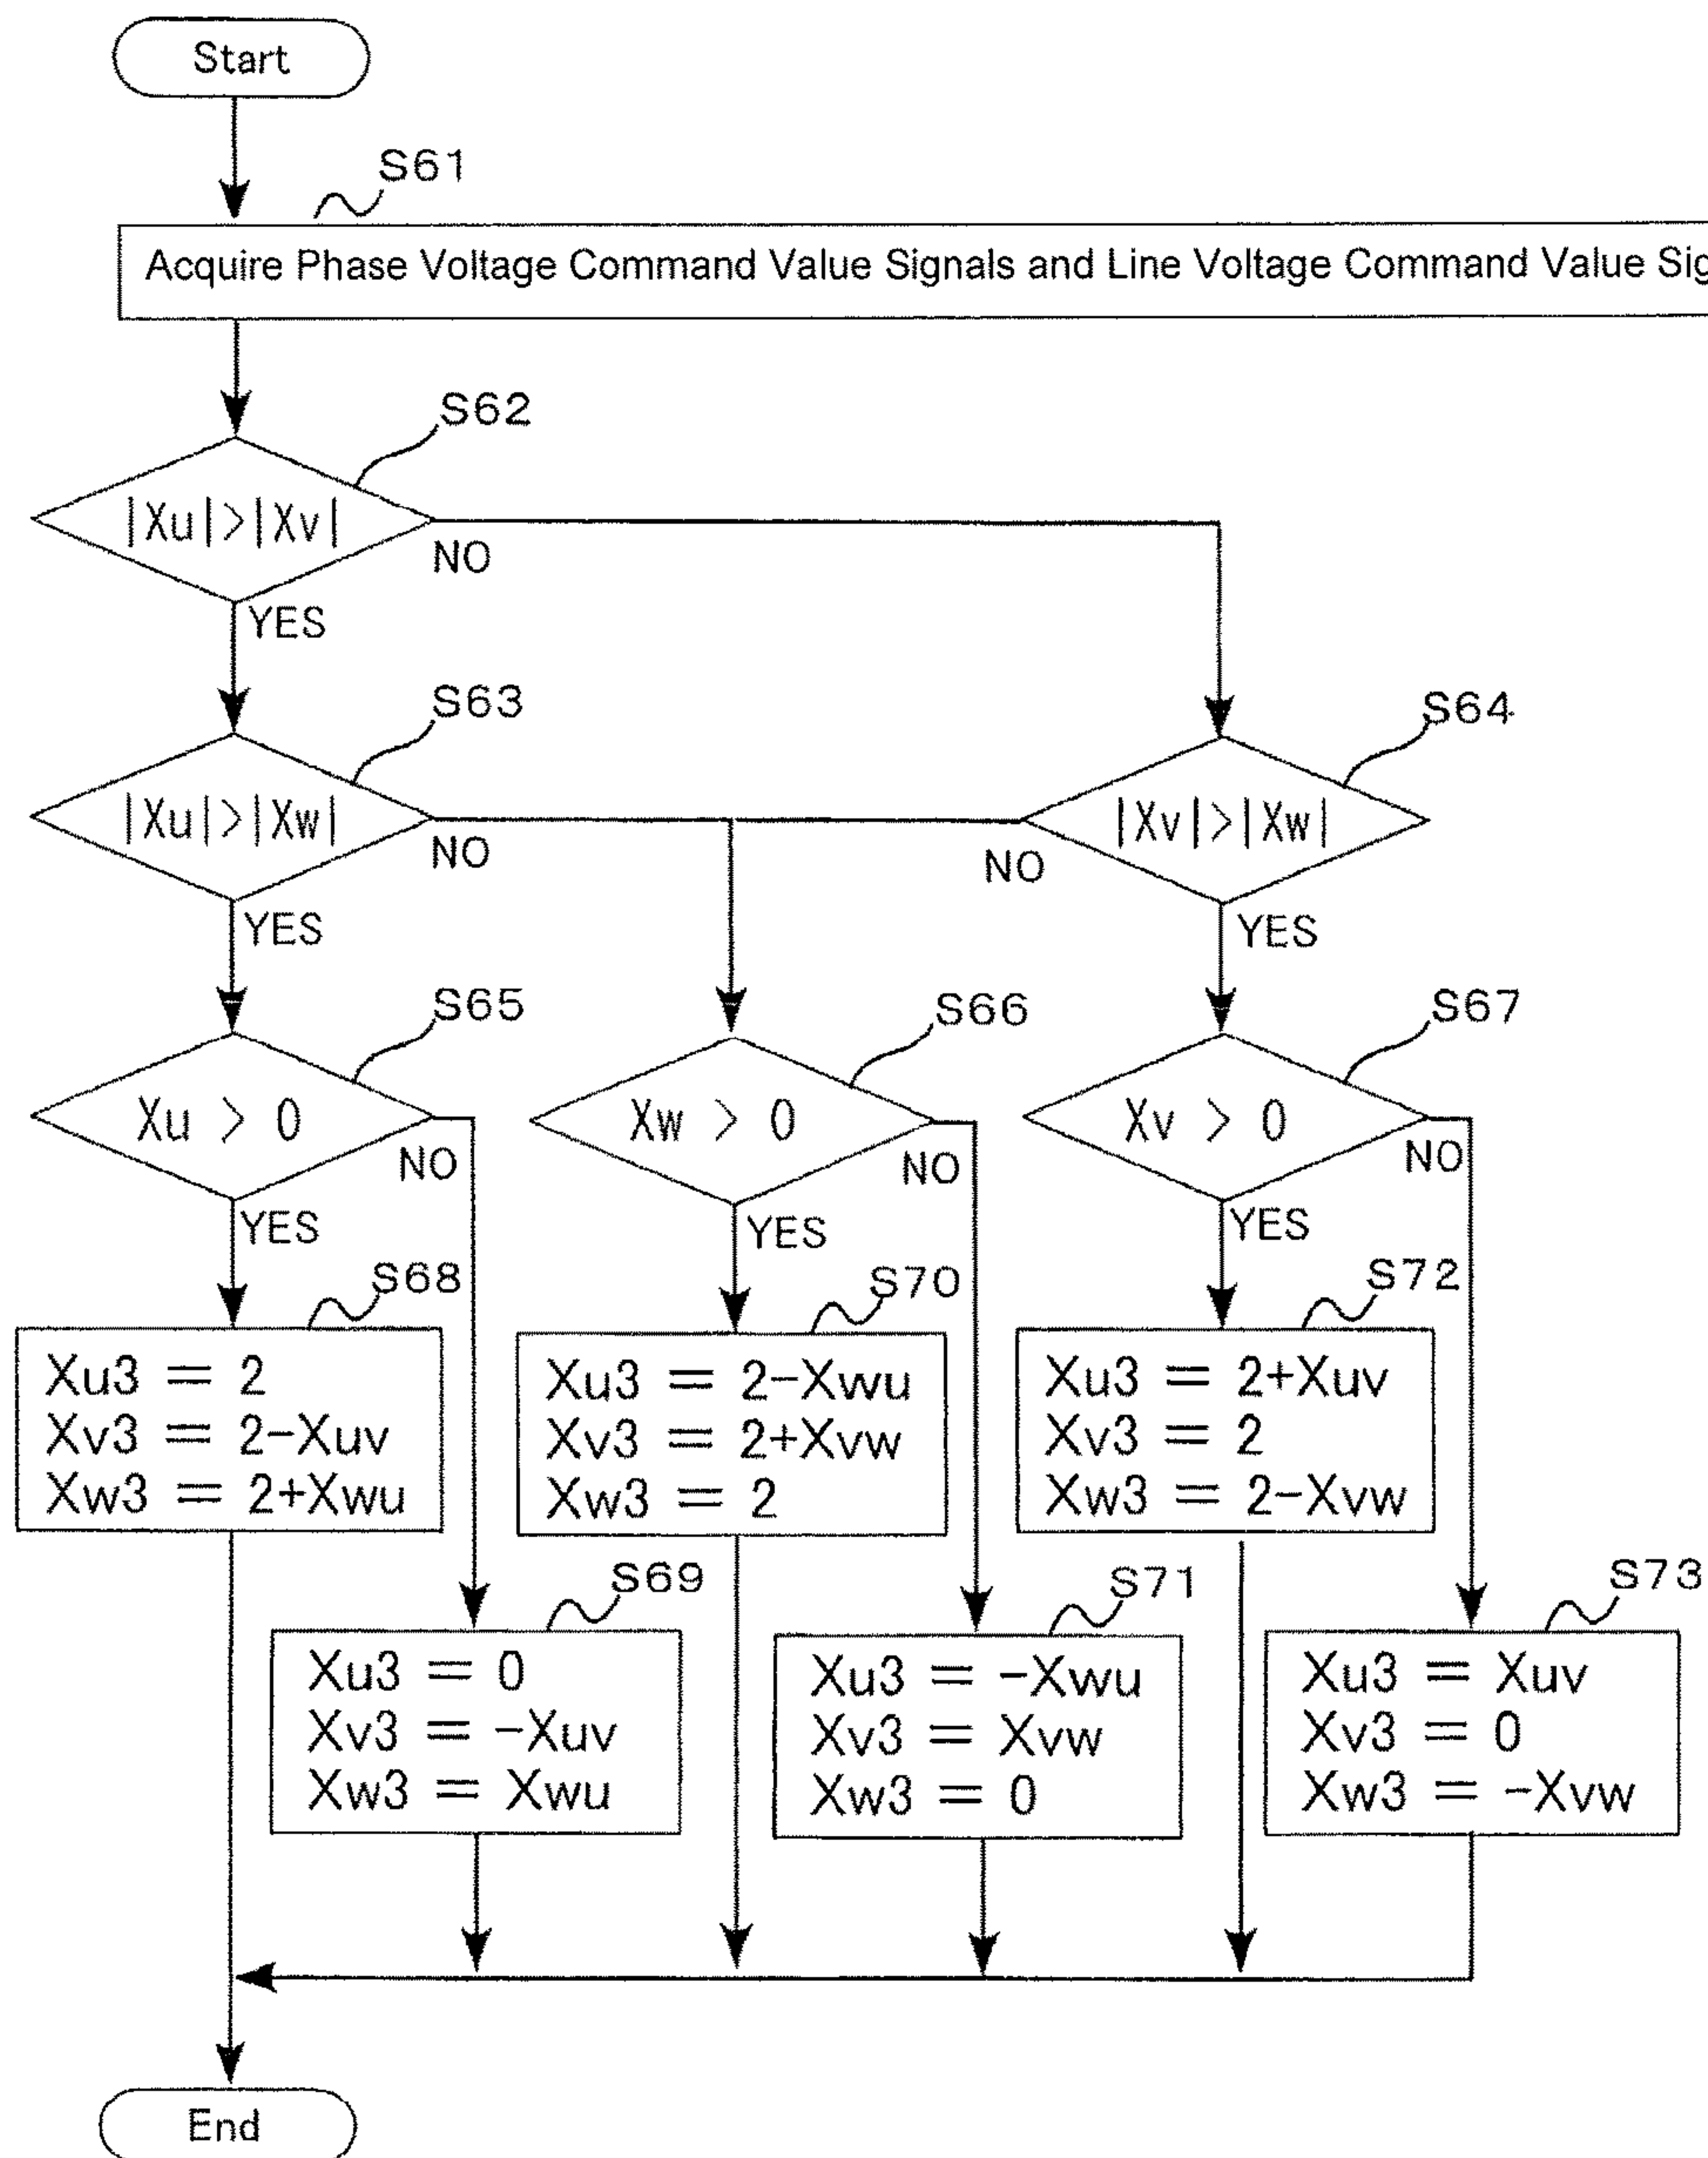 Start
S61
Acquire Phase Voltage Command Value Signals and Line Voltage Command Value Sig
S62
|Xu|>|Xv|
NO
YES
S63
S64
|Xu|>|Xw|
|Xv|>|Xw|
NO
NO
YES
YES
S65
S66
S67
Xu > 0
Xw > 0
Xv > 0
NO
NO
NO
YES
YES
YES
S68
S70
S72
Xu3 = 2
Xv3 = 2-Xuv
Xw3 = 2+Xwu
Xu3 = 2-Xwu
Xv3 = 2+Xvw
Xw3 = 2
Xu3 = 2+Xuv
Xv3 = 2
Xw3 = 2-Xvw
S69
S71
S73
Xu3 = 0
Xv3 = -Xuv
Xw3 = Xwu
Xu3 = -Xwu
Xv3 = Xvw
Xw3 = 0
Xu3 = Xuv
Xv3 = 0
Xw3 = -Xvw
End